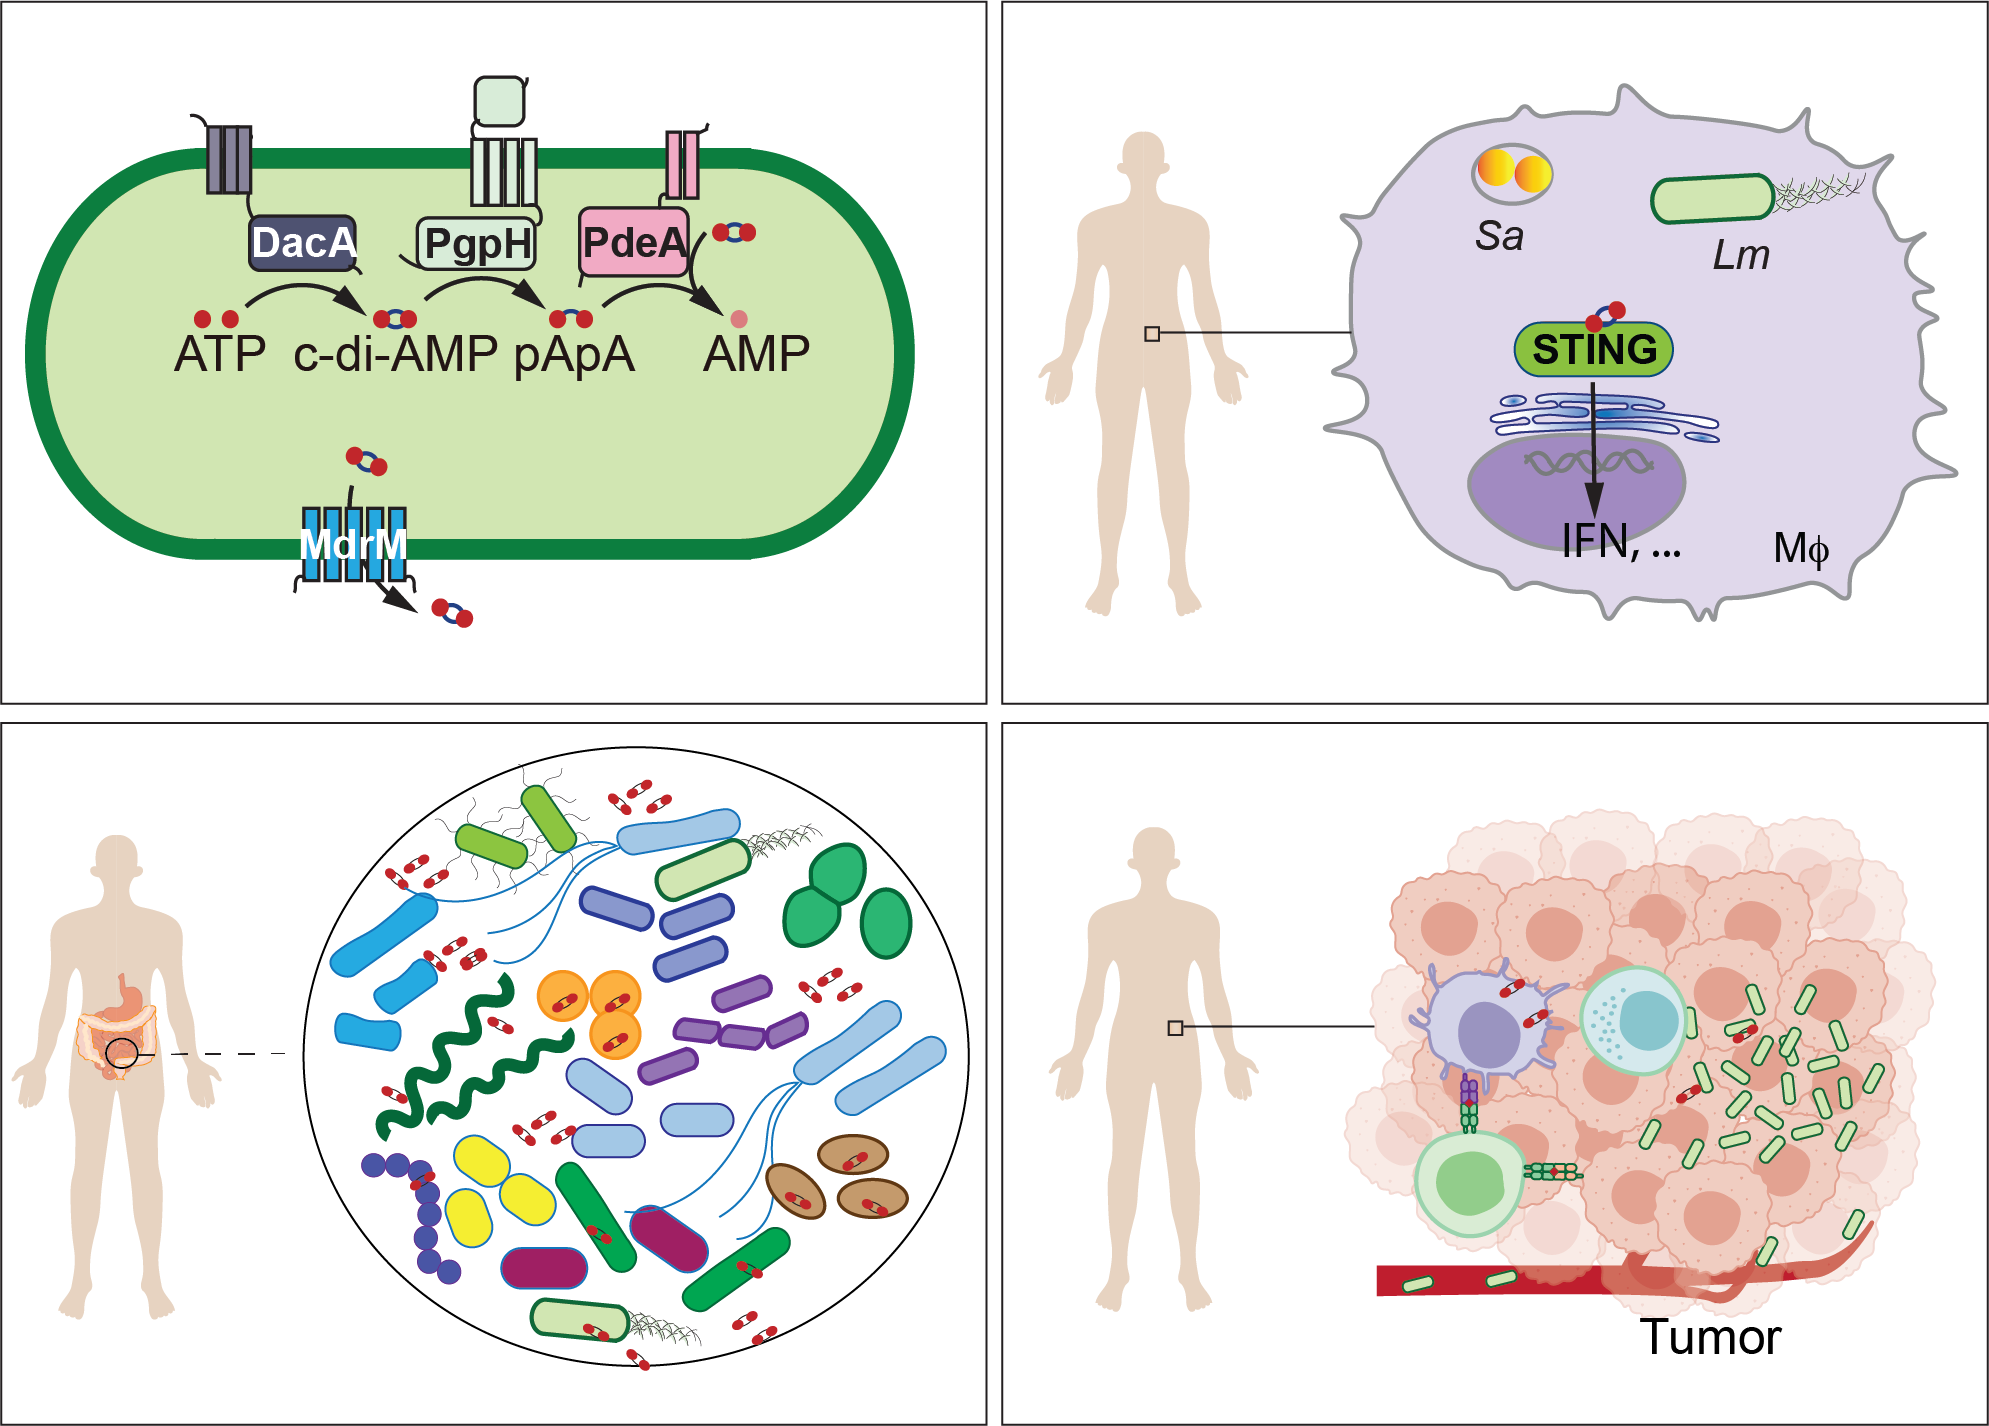 DacA PgpH PdeA
ATP c-di-AMP pApA AMP
MdrM
Sa
Lm
STING
IFN, ...
Mϕ
Tumor